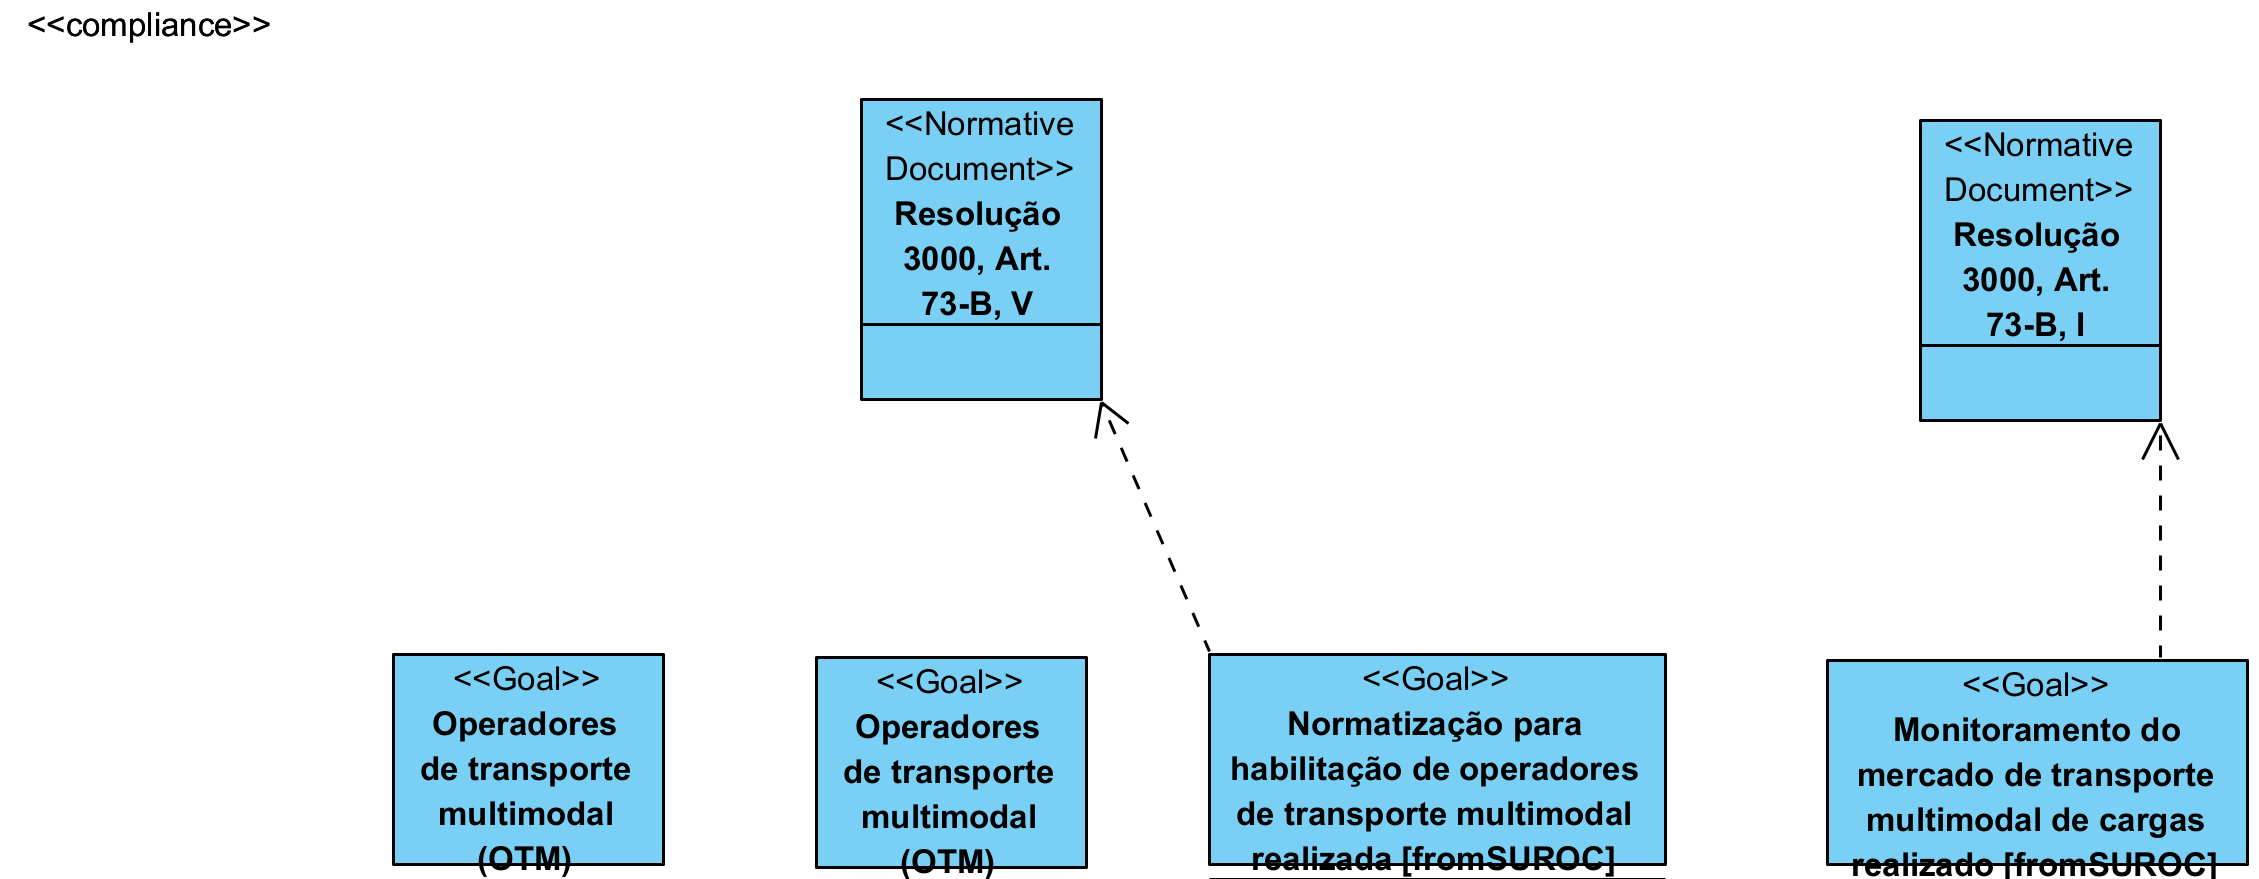 <<compliance>>
<<Normative
Document>>
Resolução
3000, Art.
73-B, V
<<Normative
Document>>
Resolução
3000, Art.
73-B, I
<<Goal>>
Operadores
de transporte
multimodal
(OTM)
<<Goal>>
Operadores
de transporte
multimodal
(OTM)
<<Goal>>
Normatização para
habilitação de operadores
de transporte multimodal
realizada [fromSUROC]
<<Goal>>
Monitoramento do
mercado de transporte
multimodal de cargas
realizado [fromSUROC]